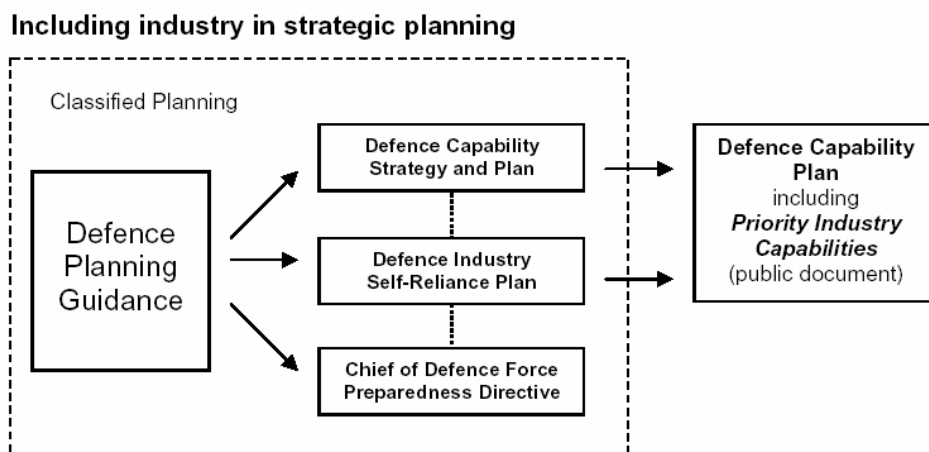 Including industry in strategic planning
Classified Planning
Defence
Planning
Guidance
Defence Capability
Strategy and Plan
Defence Industry
Self-Reliance Plan
Chief of Defence Force
Preparedness Directive
Defence Capability
Plan
including
Priority Industry
Capabilities
(public document)